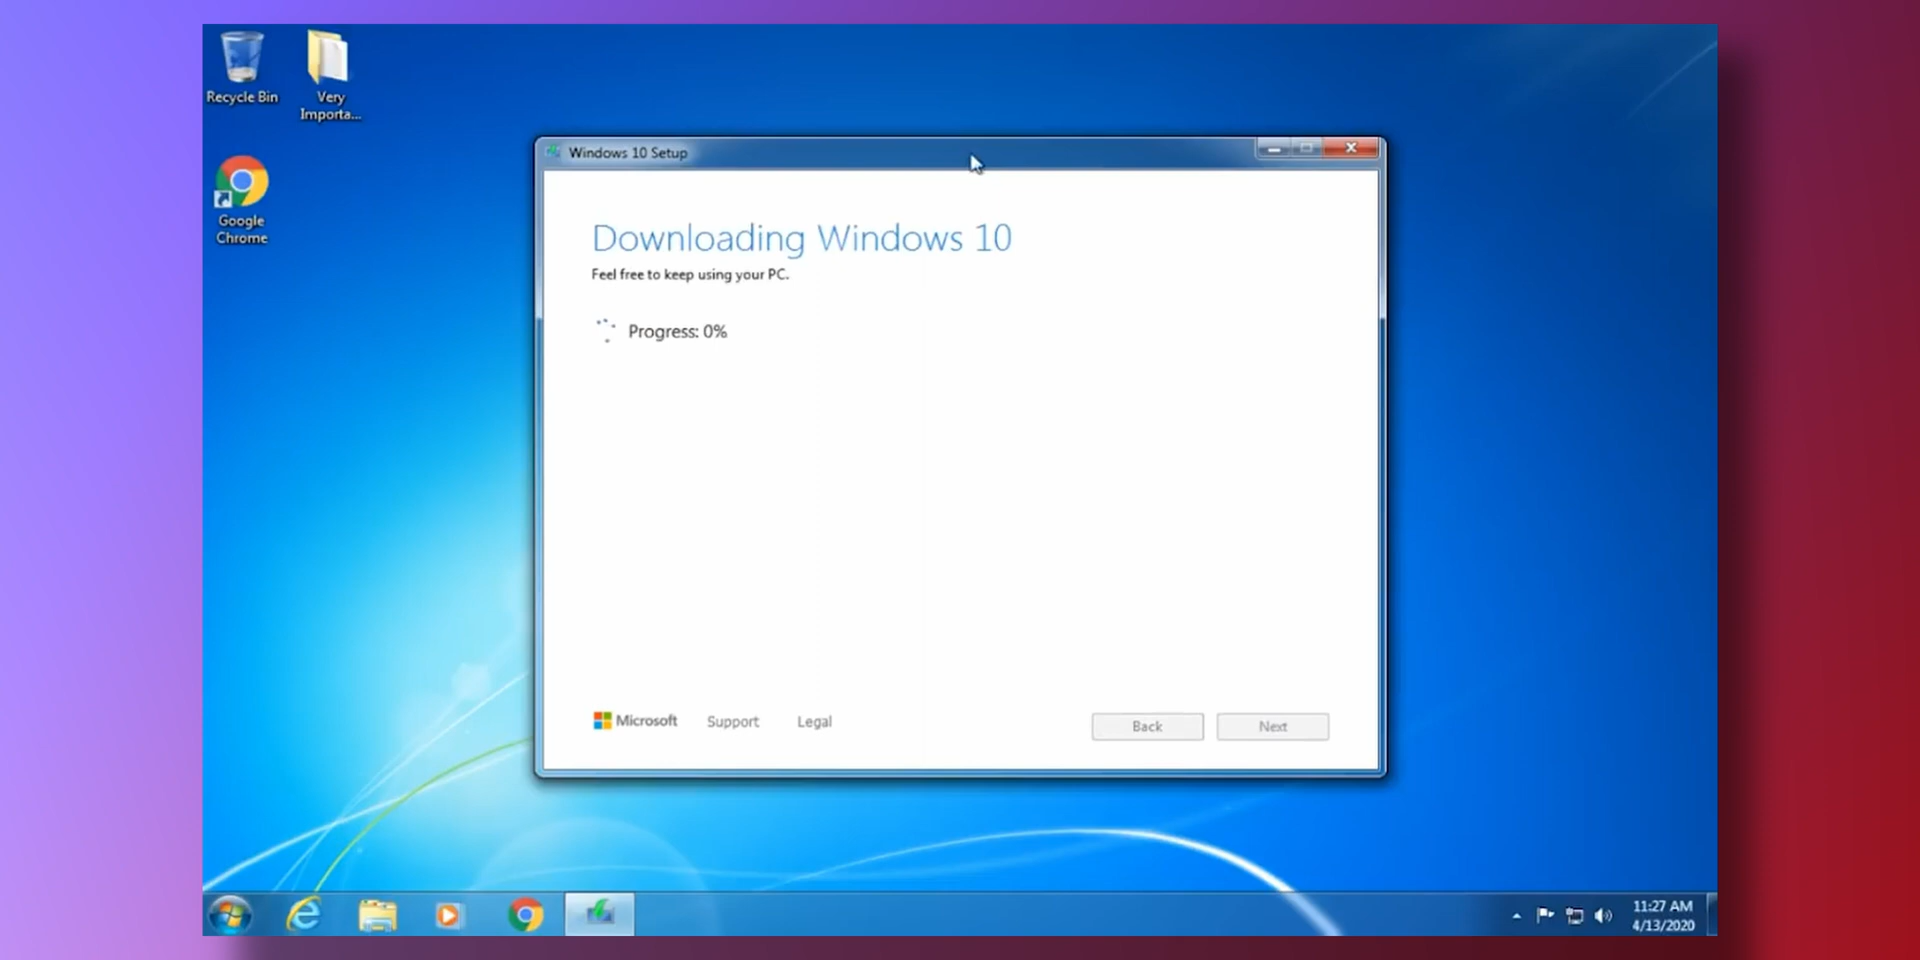 Recycle Bin
Very
Importa...
Google
Chrome
Windows 10 Setup
Downloading Windows 10
Feel free to keep using your PC.
Progress: 0%
Microsoft
Support
Legal
Back
Next
11:27 AM
4/13/2020